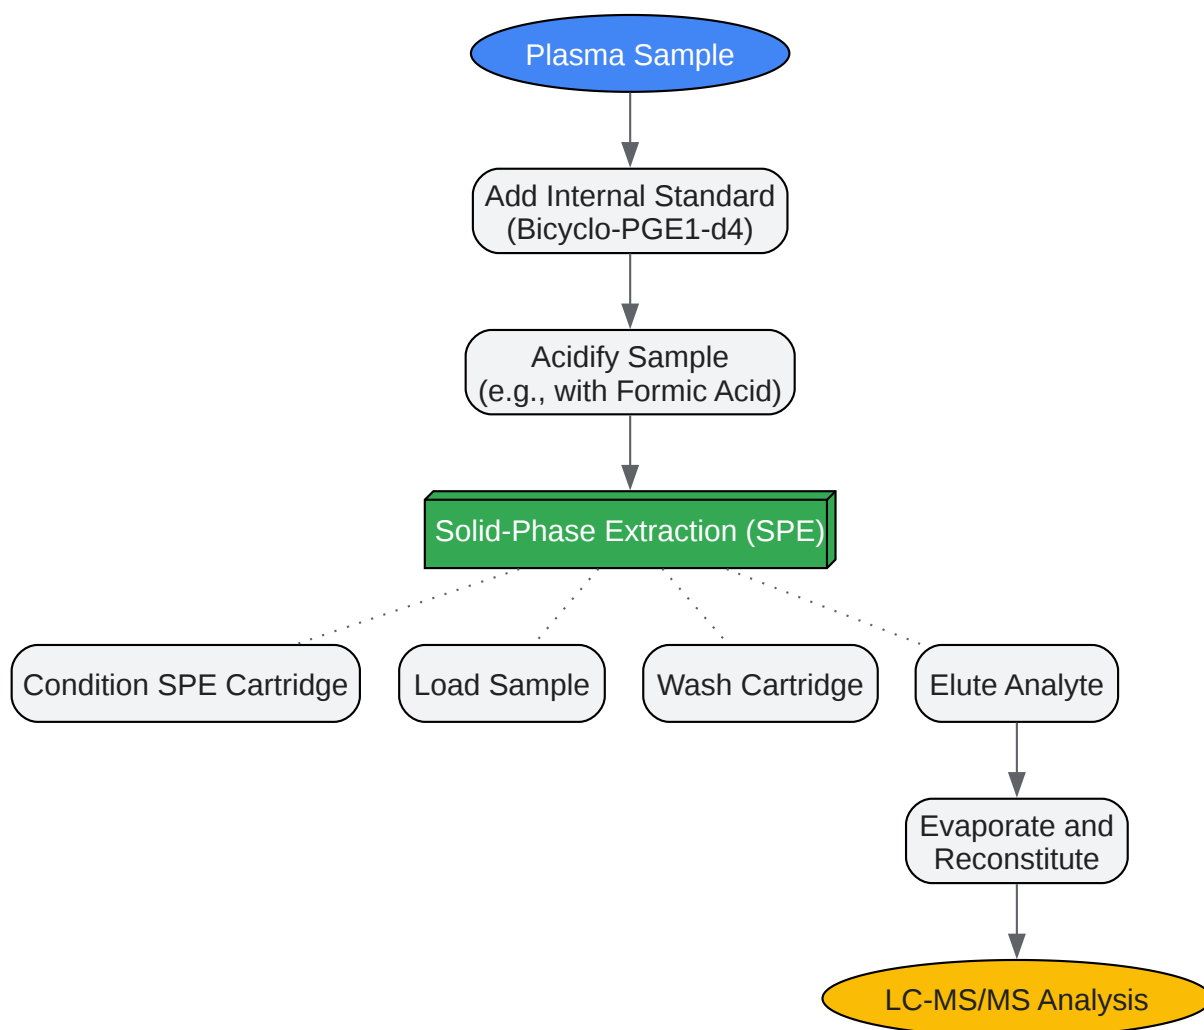 Plasma Sample
Add Internal Standard
(Bicyclo-PGE1-d4)
Acidify Sample
(e.g., with Formic Acid)
Solid-Phase Extraction (SPE)
Condition SPE Cartridge
Load Sample
Wash Cartridge
Elute Analyte
Evaporate and
Reconstitute
LC-MS/MS Analysis